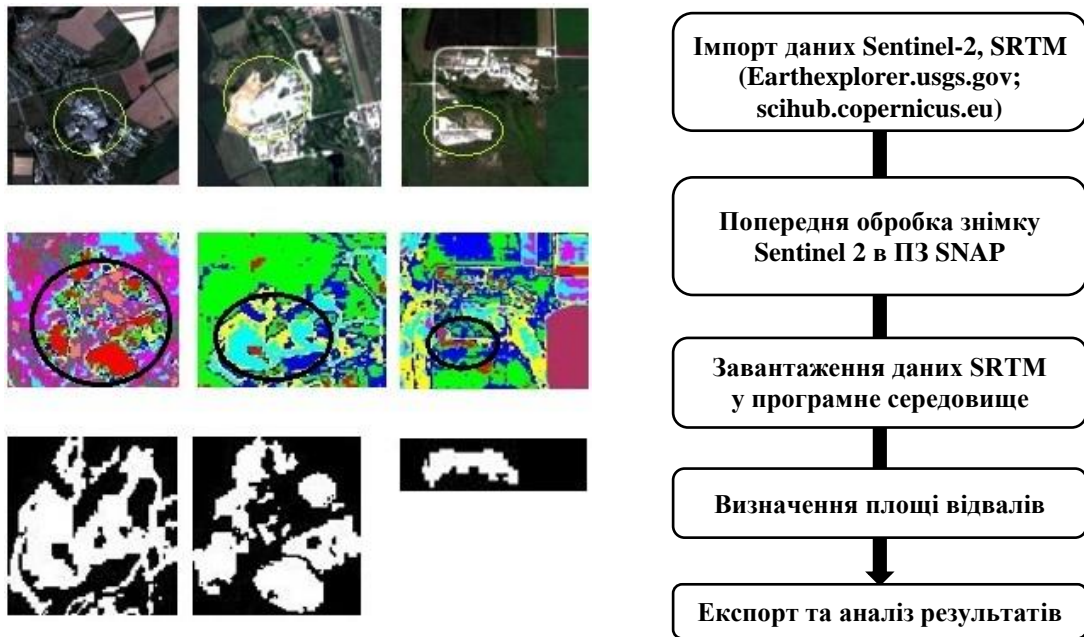 Імпорт даних Sentinel-2, SRTM
(Earthexplorer.usgs.gov;
scihub.copernicus.eu)
Попередня обробка знімку
Sentinel 2 в ПЗ SNAP
Завантаження даних SRTM
у програмне середовище
Визначення площі відвалів
Експорт та аналіз результатів